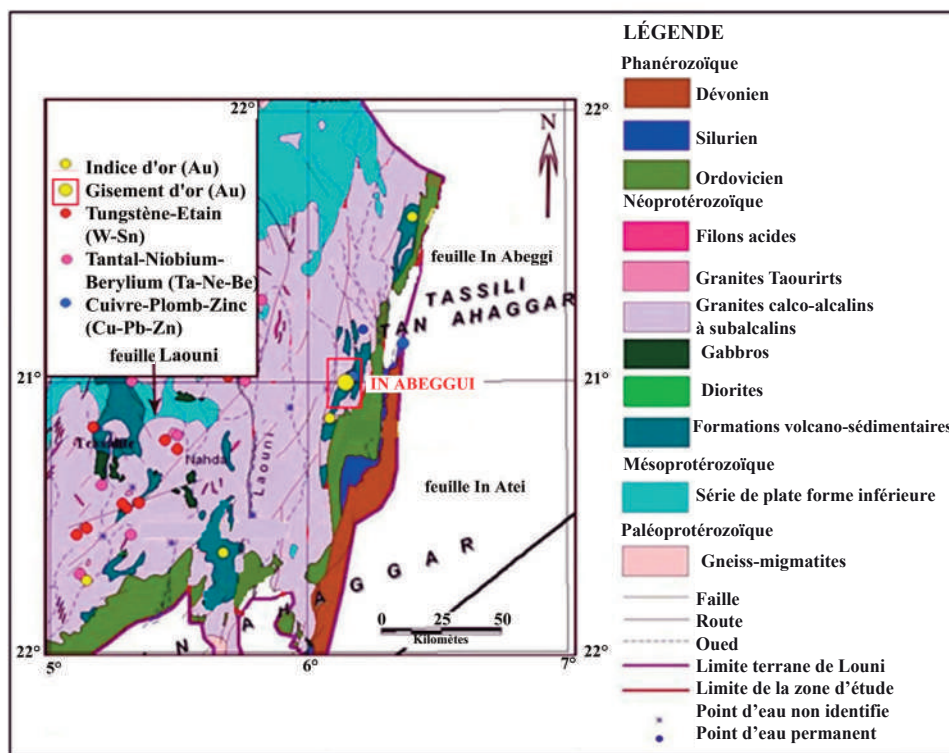 22°
22°
N
Indice d'or (Au)
Gisement d'or (Au)
Tungstène-Etain
(W-Sn)
Tantal-Niobium-
Berylium (Ta-Ne-Be)
Cuivre-Plomb-Zinc
(Cu-Pb-Zn)
feuille Laouni
feuille In Abeggi
TASSILI
TAN AHAGGAR
21°
IN ABEGGUI
21°
Nahda
Laouni
feuille In Atei
N AHAGGAR
0 25 50
Kilomètes
22°
22°
5°
6°
7°
LÉGENDE
Phanérozoïque
Dévonien
Silurien
Ordovicien
Néoprotérozoïque
Filons acides
Granites Taourirts
Granites calco-alcalins
à subalcalins
Gabbros
Diorites
Formations volcano-sédimentaires
Mésoprotérozoïque
Série de plate forme inférieure
Paléoprotérozoïque
Gneiss-migmatites
Faille
Route
Oued
Limite terrane de Louni
Limite de la zone d'étude
Point d'eau non identifie
Point d'eau permanent